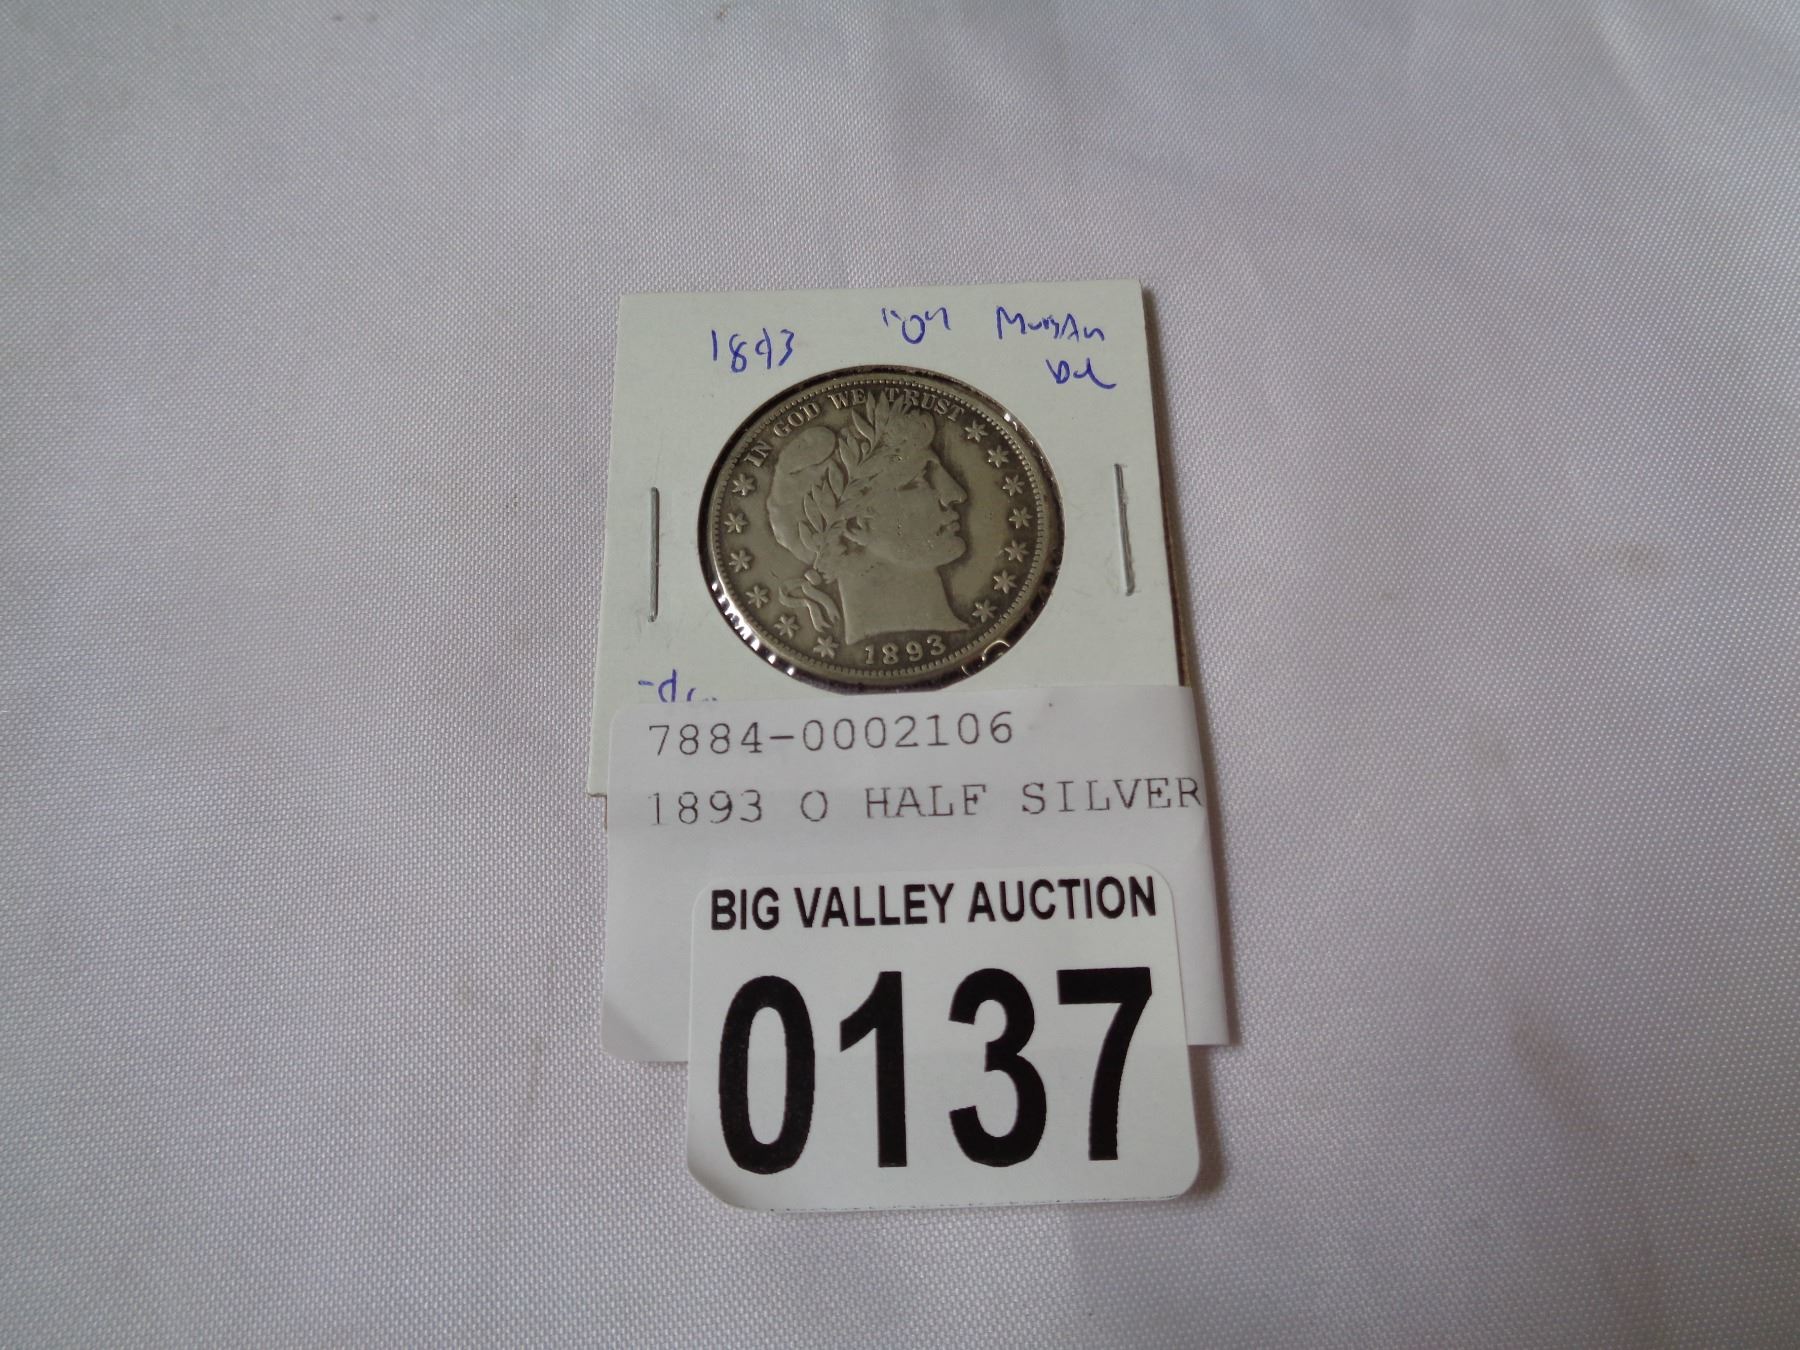 1893 "O" Morgan
IN GOD WE TRUST
1893
7884-0002106
1893 O HALF SILVER
BIG VALLEY AUCTION
0137